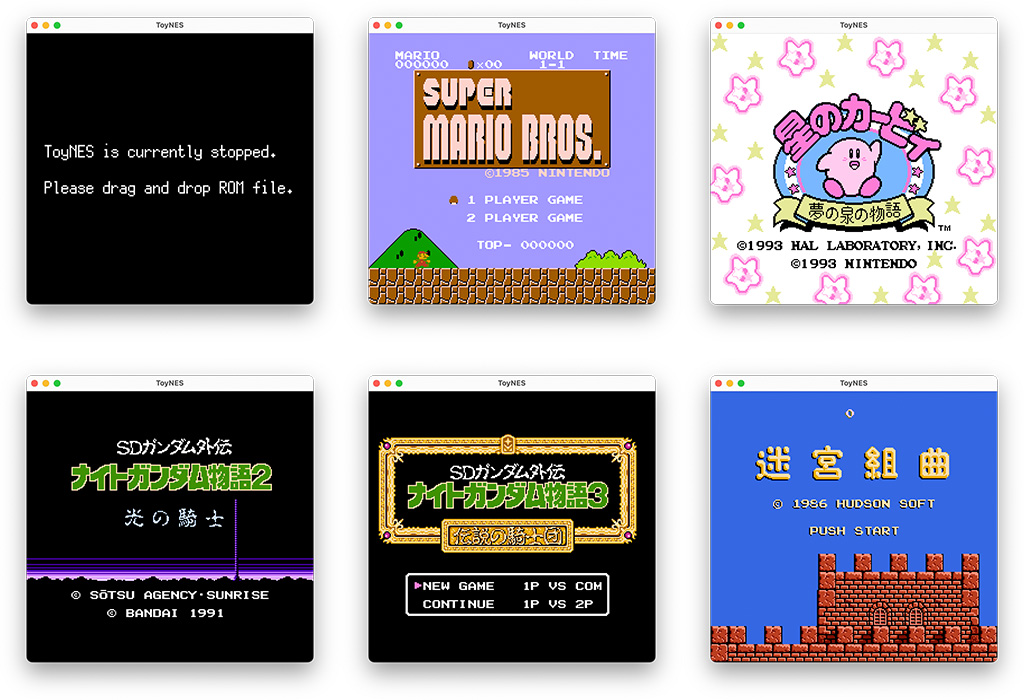 ToyNES
ToyNES is currently stopped.
Please drag and drop ROM file.
ToyNES
MARIO WORLD TIME
000000 x00 1-1
SUPER
MARIO BROS.
©1985 NINTENDO
1 PLAYER GAME
2 PLAYER GAME
TOP- 000000
ToyNES
星のカービィ
夢の泉の物語
TM
©1993 HAL LABORATORY, INC.
©1993 NINTENDO
ToyNES
SDガンダム外伝
ナイトガンダム物語2
光の騎士
© SŌTSU AGENCY·SUNRISE
© BANDAI 1991
ToyNES
SDガンダム外伝
ナイトガンダム物語3
伝説の騎士団
NEW GAME 1P VS COM
CONTINUE 1P VS 2P
ToyNES
迷宮組曲
© 1986 HUDSON SOFT
PUSH START